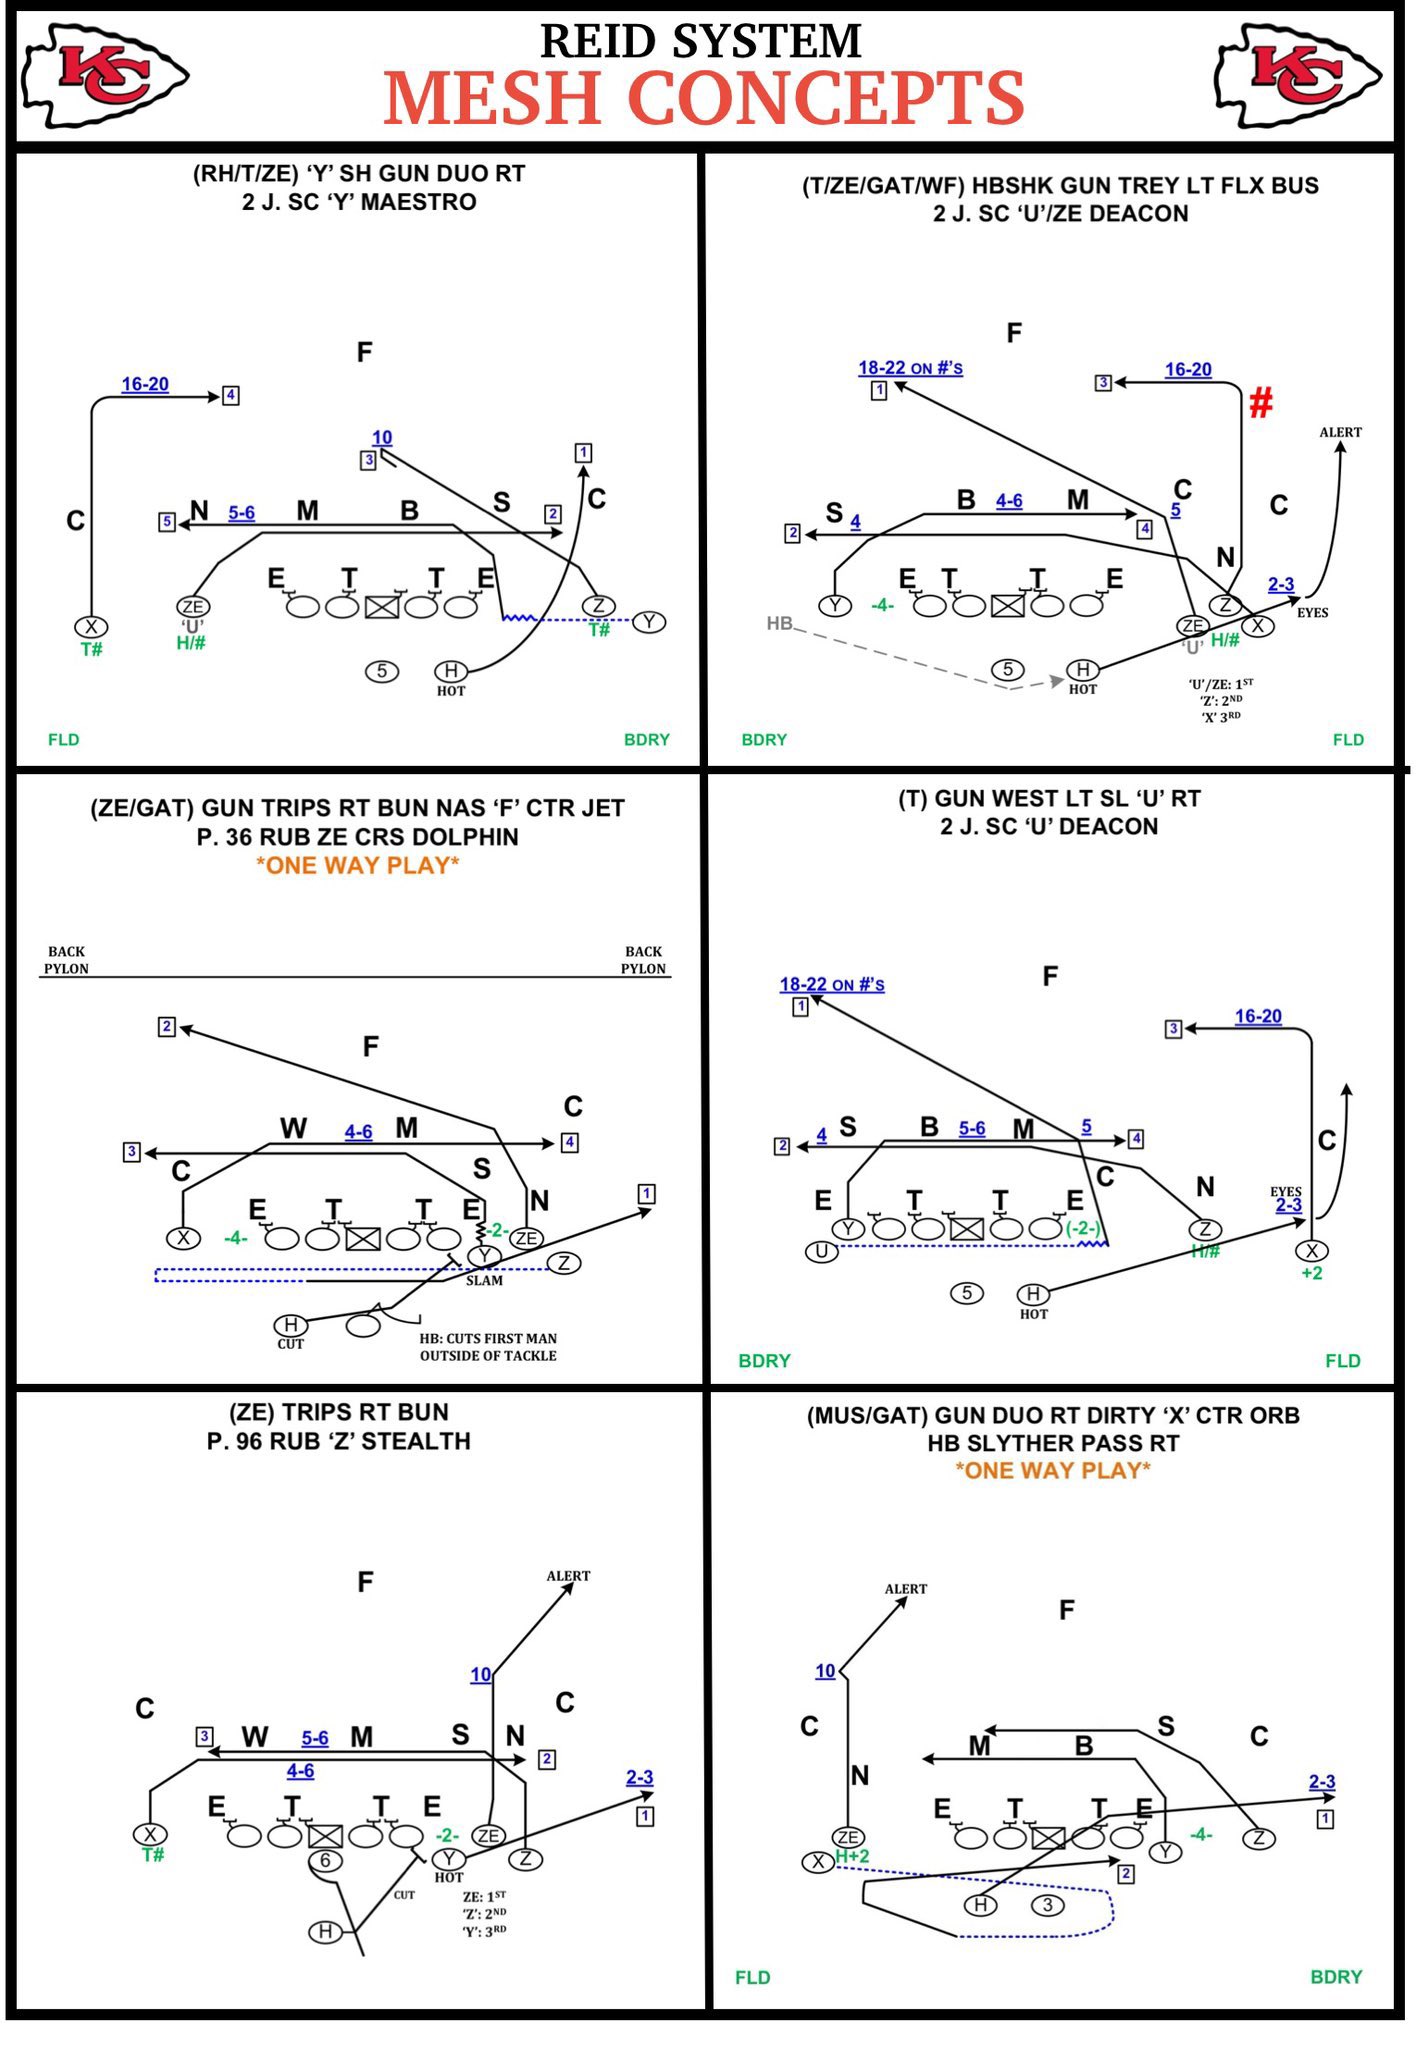 KC
REID SYSTEM
KC
MESH CONCEPTS
(RH/T/ZE) ‘Y’ SH GUN DUO RT
2 J. SC ‘Y’ MAESTRO
F
16-20
4
10
3
1
C
5
N
5-6
M
B
S
2
C
E
T
T
E
X
T#
ZE
‘U’
H/#
Z
T#
Y
5
H
HOT
FLD
BDRY
(T/ZE/GAT/WF) HBSHK GUN TREY LT FLX BUS
2 J. SC ‘U’/ZE DEACON
F
18-22 ON #’S
1
3
16-20
#
ALERT
S
4
B
4-6
M
C
5
C
2
4
N
E
T
T
E
2-3
EYES
Y
-4-
Z
ZE
‘U’
H/#
X
HB
5
H
HOT
‘U’/ZE: 1ST
‘Z’: 2ND
‘X’ 3RD
BDRY
FLD
(ZE/GAT) GUN TRIPS RT BUN NAS ‘F’ CTR JET
P. 36 RUB ZE CRS DOLPHIN
*ONE WAY PLAY*
BACK
PYLON
BACK
PYLON
2
F
C
W
4-6
M
4
3
C
S
N
1
E
T
T
E
X
-4-
-2-
ZE
Y
SLAM
Z
H
CUT
HB: CUTS FIRST MAN
OUTSIDE OF TACKLE
(T) GUN WEST LT SL ‘U’ RT
2 J. SC ‘U’ DEACON
F
18-22 ON #’S
1
3
16-20
2
4
S
B
5-6
M
5
4
C
C
N
E
T
T
E
EYES
2-3
Y
(-2-)
Z
H/#
U
X
+2
5
H
HOT
BDRY
FLD
(ZE) TRIPS RT BUN
P. 96 RUB ‘Z’ STEALTH
F
ALERT
10
C
C
3
W
5-6
M
S
N
2
4-6
2-3
E
T
T
E
1
X
T#
-2-
ZE
6
Y
HOT
Z
CUT
H
ZE: 1ST
‘Z’: 2ND
‘Y’: 3RD
(MUS/GAT) GUN DUO RT DIRTY ‘X’ CTR ORB
HB SLYTHER PASS RT
*ONE WAY PLAY*
ALERT
F
10
C
S
C
M
B
N
2-3
E
T
T
E
1
ZE
H+2
X
Y
-4-
Z
2
H
3
FLD
BDRY